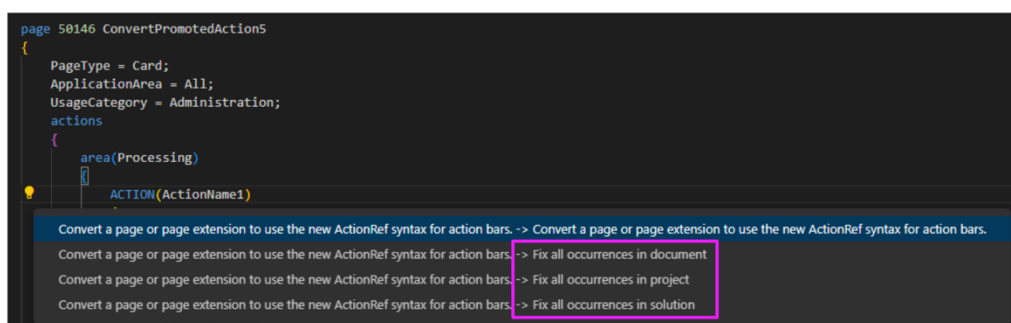 page 50146 ConvertPromotedAction5
{
PageType = Card;
ApplicationArea = All;
UsageCategory = Administration;
actions
{
area(Processing)
{
ACTION(ActionName1)
Convert a page or page extension to use the new ActionRef syntax for action bars. -> Convert a page or page extension to use the new ActionRef syntax for action bars.
Convert a page or page extension to use the new ActionRef syntax for action bars. -> Fix all occurrences in document
Convert a page or page extension to use the new ActionRef syntax for action bars. -> Fix all occurrences in project
Convert a page or page extension to use the new ActionRef syntax for action bars. -> Fix all occurrences in solution